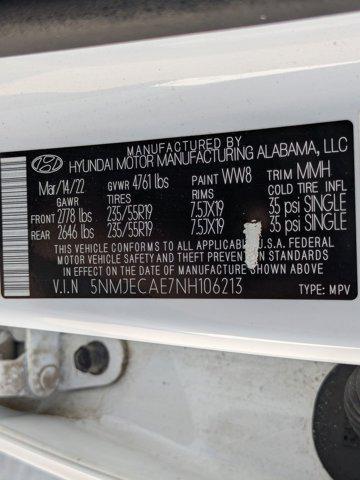 MANUFACTURED BY
HYUNDAI MOTOR MANUFACTURING ALABAMA, LLC
Mar/14/22 GVWR 4761 lbs PAINT WW8 TRIM MMH
GAWR TIRES RIMS COLD TIRE INFL
FRONT 2778 lbs 235/55R19 7.5JX19 35 psi SINGLE
REAR 2646 lbs 235/55R19 7.5JX19 35 psi SINGLE
THIS VEHICLE CONFORMS TO ALL APPLICABLE U.S.A. FEDERAL
MOTOR VEHICLE SAFETY AND THEFT PREVENTION STANDARDS
IN EFFECT ON THE DATE OF MANUFACTURE SHOWN ABOVE.
V.I.N 5NMJECAE7NH106213 TYPE: MPV